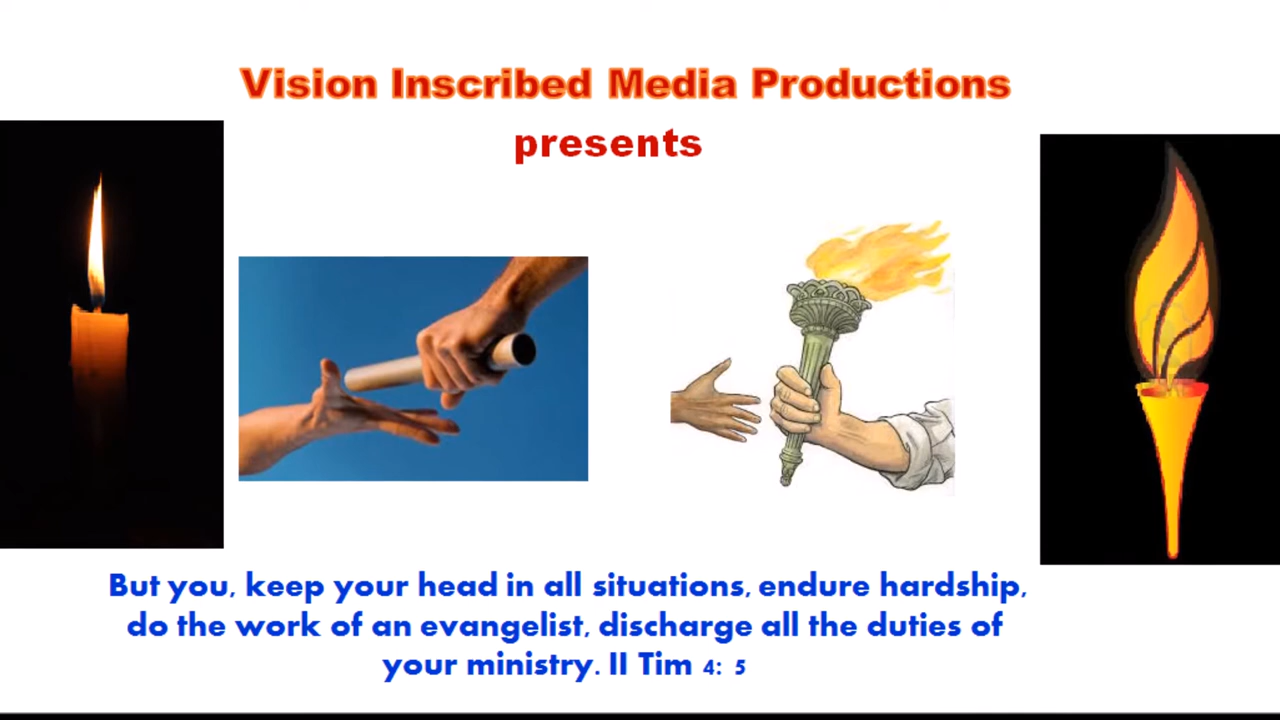 Vision Inscribed Media Productions
presents
But you, keep your head in all situations, endure hardship,
do the work of an evangelist, discharge all the duties of
your ministry. II Tim 4: 5